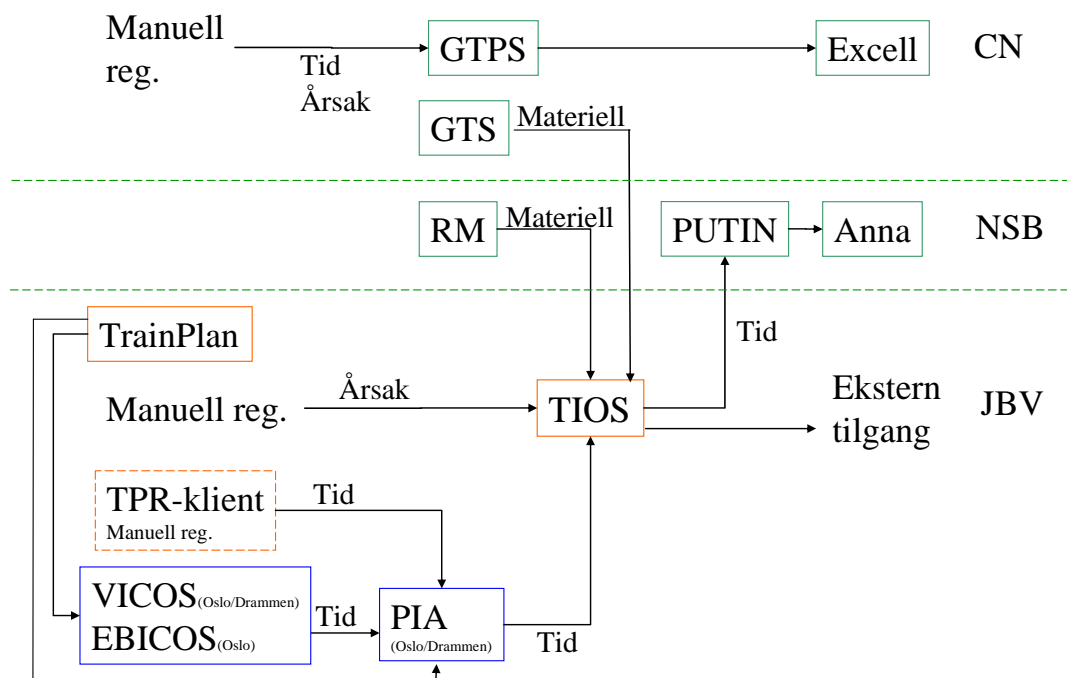 Manuell
reg.
Tid
Årsak
GTPS
Excell
CN
GTS
Materiell
RM
Materiell
PUTIN
Anna
NSB
TrainPlan
Tid
Manuell reg.
Årsak
TIOS
Ekstern
tilgang
JBV
TPR-klient
Manuell reg.
Tid
VICOS(Oslo/Drammen)
EBICOS(Oslo)
Tid
PIA
(Oslo/Drammen)
Tid